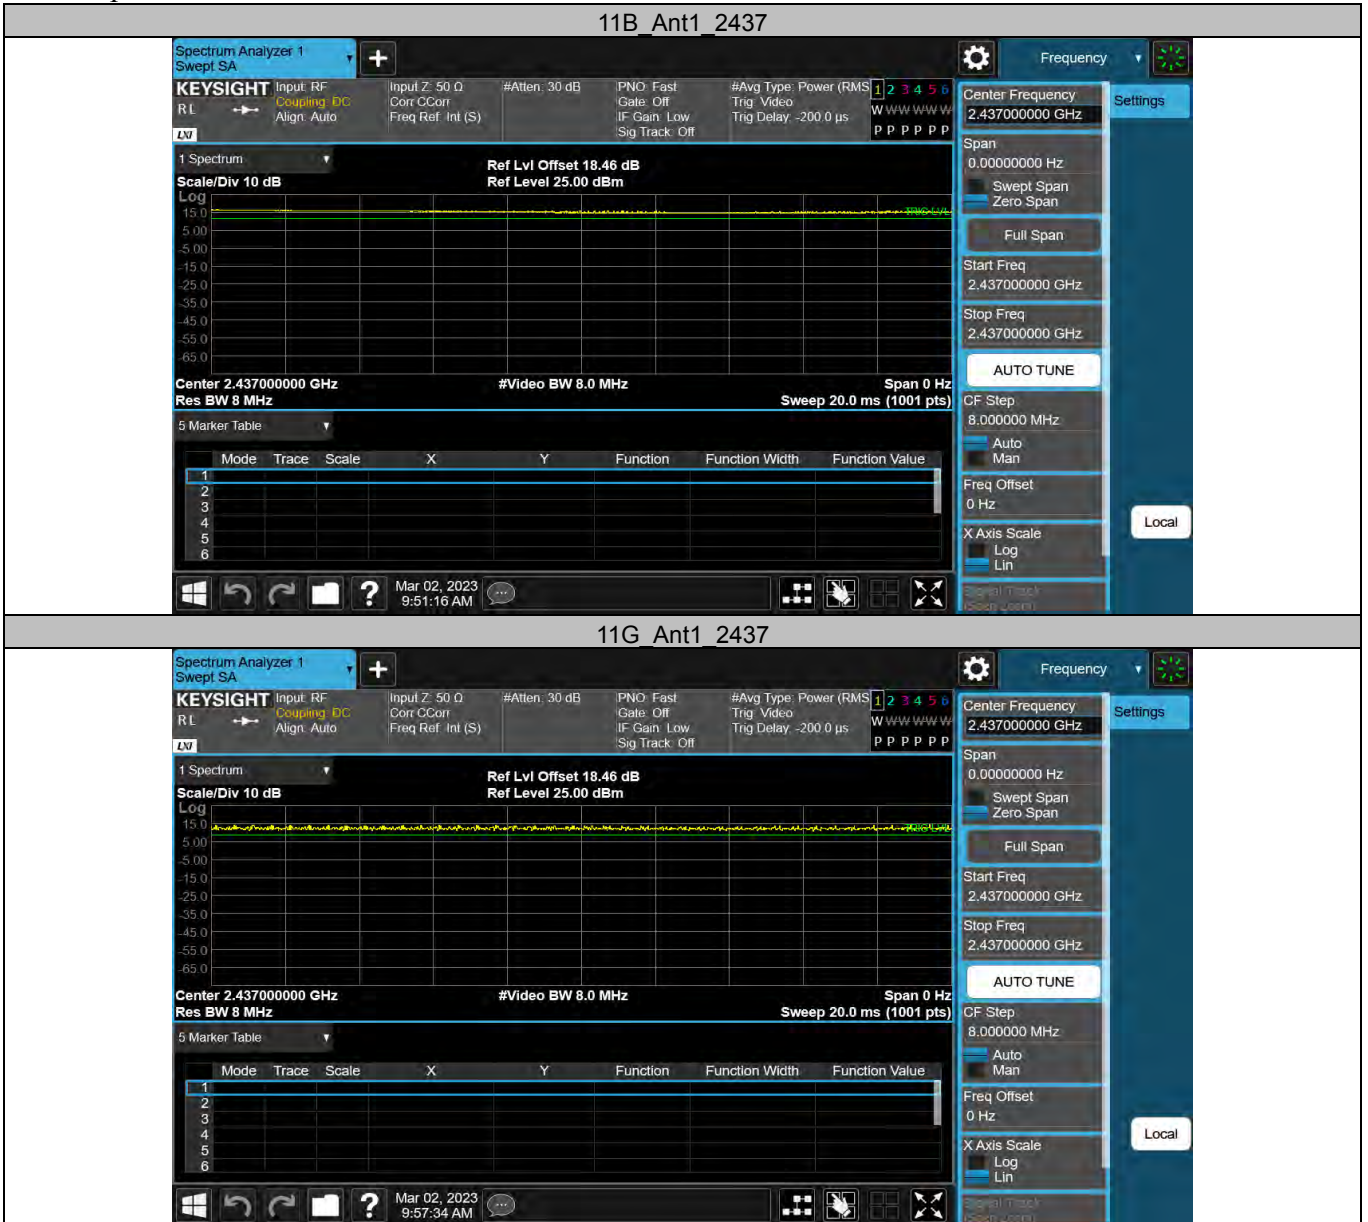 11B_Ant1_2437
Spectrum Analyzer 1
Swept SA
Frequency
KEYSIGHT
RL
LXI
Input: RF
Coupling: DC
Align: Auto
Input Z: 50 Ω
Corr CCorr
Freq Ref: Int (S)
#Atten: 30 dB
PNO: Fast
Gate: Off
IF Gain: Low
Sig Track: Off
#Avg Type: Power (RMS
Trig: Video
Trig Delay: -200.0 µs
1 2 3 4 5 6
W W W W W W
P P P P P P
Center Frequency
2.437000000 GHz
Settings
Span
0.00000000 Hz
Swept Span
Zero Span
Full Span
Start Freq
2.437000000 GHz
Stop Freq
2.437000000 GHz
AUTO TUNE
CF Step
8.000000 MHz
Auto
Man
Freq Offset
0 Hz
X Axis Scale
Log
Lin
Signal Track
(Span Zoom)
Local
1 Spectrum
Scale/Div 10 dB
Ref Lvl Offset 18.46 dB
Ref Level 25.00 dBm
Log
15.0
5.00
-5.00
-15.0
-25.0
-35.0
-45.0
-55.0
-65.0
TRIG LVL
Center 2.437000000 GHz
#Video BW 8.0 MHz
Span 0 Hz
Res BW 8 MHz
Sweep 20.0 ms (1001 pts)
5 Marker Table
Mode Trace Scale X Y Function Function Width Function Value
1
2
3
4
5
6
Mar 02, 2023
9:51:16 AM
11G_Ant1_2437
Spectrum Analyzer 1
Swept SA
Frequency
KEYSIGHT
RL
LXI
Input: RF
Coupling: DC
Align: Auto
Input Z: 50 Ω
Corr CCorr
Freq Ref: Int (S)
#Atten: 30 dB
PNO: Fast
Gate: Off
IF Gain: Low
Sig Track: Off
#Avg Type: Power (RMS
Trig: Video
Trig Delay: -200.0 µs
1 2 3 4 5 6
W W W W W W
P P P P P P
Center Frequency
2.437000000 GHz
Settings
Span
0.00000000 Hz
Swept Span
Zero Span
Full Span
Start Freq
2.437000000 GHz
Stop Freq
2.437000000 GHz
AUTO TUNE
CF Step
8.000000 MHz
Auto
Man
Freq Offset
0 Hz
X Axis Scale
Log
Lin
Signal Track
Local
1 Spectrum
Scale/Div 10 dB
Ref Lvl Offset 18.46 dB
Ref Level 25.00 dBm
Log
15.0
5.00
-5.00
-15.0
-25.0
-35.0
-45.0
-55.0
-65.0
TRIG LVL
Center 2.437000000 GHz
#Video BW 8.0 MHz
Span 0 Hz
Res BW 8 MHz
Sweep 20.0 ms (1001 pts)
5 Marker Table
Mode Trace Scale X Y Function Function Width Function Value
1
2
3
4
5
6
Mar 02, 2023
9:57:34 AM